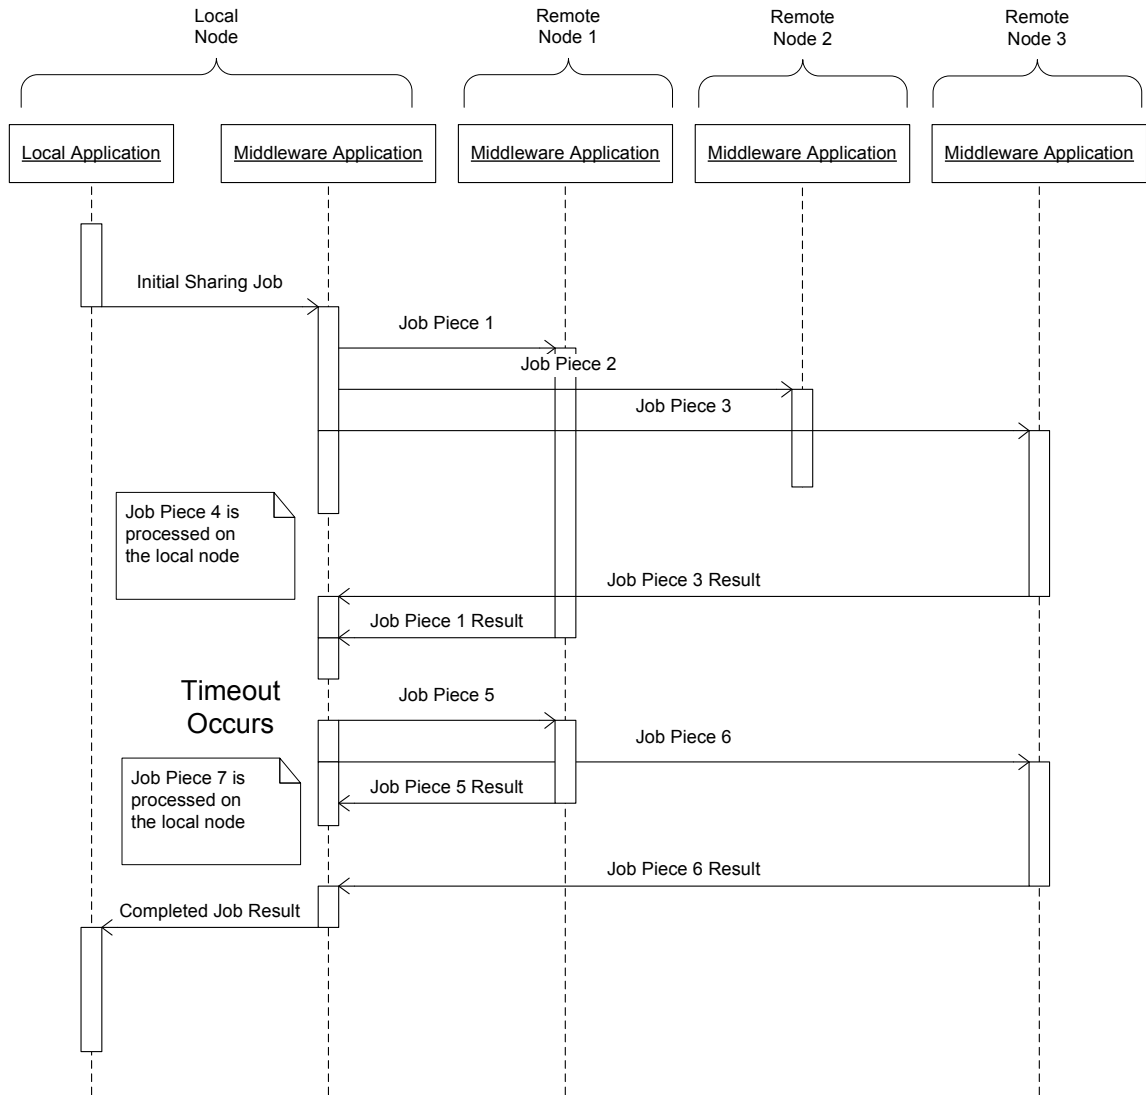 Local
Node
Remote
Node 1
Remote
Node 2
Remote
Node 3
Local Application
Middleware Application
Middleware Application
Middleware Application
Middleware Application
Initial Sharing Job
Job Piece 1
Job Piece 2
Job Piece 3
Job Piece 4 is
processed on
the local node
Job Piece 3 Result
Job Piece 1 Result
Timeout
Occurs
Job Piece 5
Job Piece 6
Job Piece 7 is
processed on
the local node
Job Piece 5 Result
Job Piece 6 Result
Completed Job Result